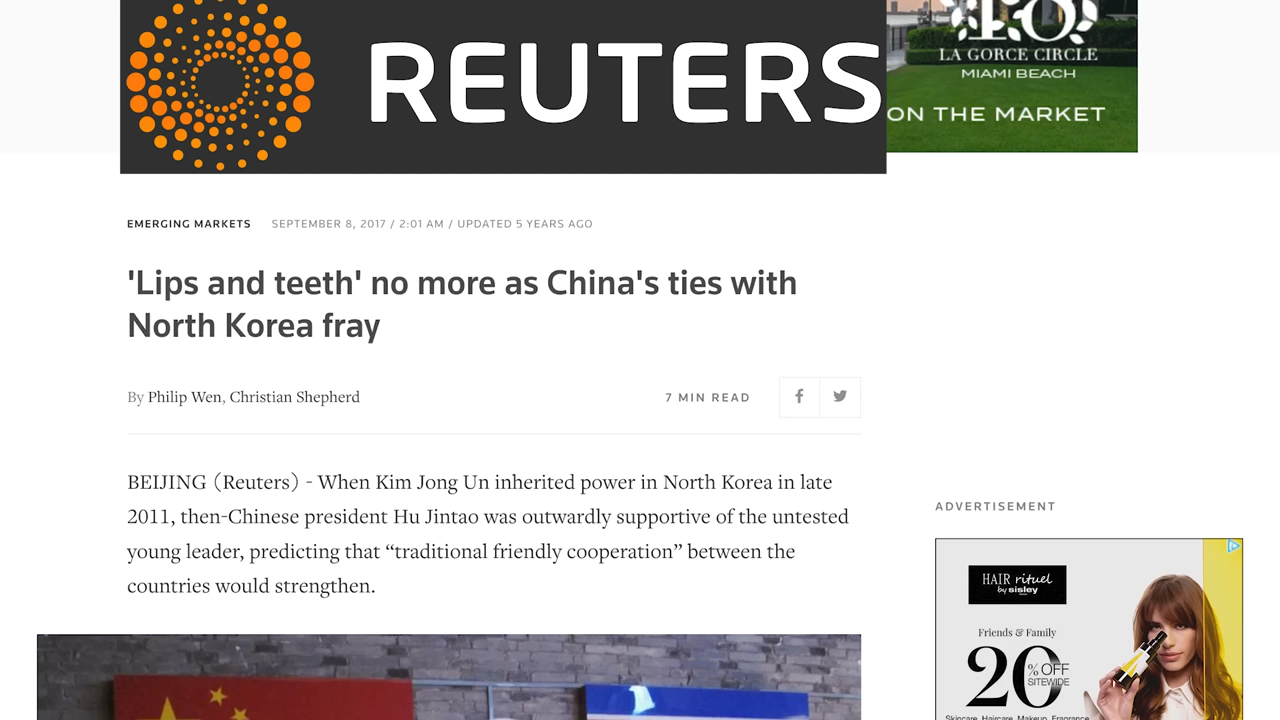 REUTERS
LA GORCE CIRCLE
MIAMI BEACH
ON THE MARKET
EMERGING MARKETS SEPTEMBER 8, 2017 / 2:01 AM / UPDATED 5 YEARS AGO
'Lips and teeth' no more as China's ties with
North Korea fray
By Philip Wen, Christian Shepherd
7 MIN READ
BEIJING (Reuters) - When Kim Jong Un inherited power in North Korea in late
2011, then-Chinese president Hu Jintao was outwardly supportive of the untested
young leader, predicting that “traditional friendly cooperation” between the
countries would strengthen.
ADVERTISEMENT
HAIR rituel
by sisley
Friends & Family
20% OFF
SITEWIDE
Skincare, Haircare, Makeup, Fragrance